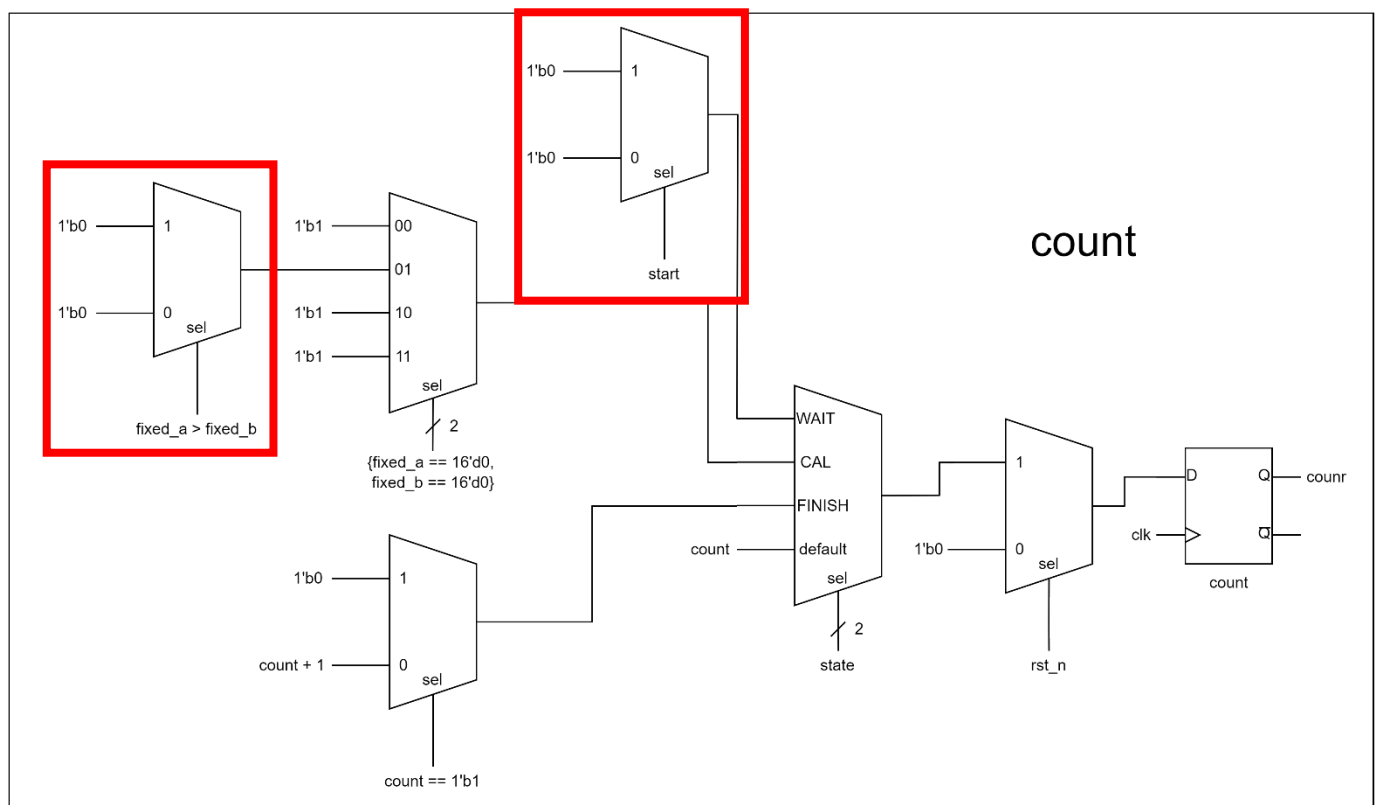 1'b0
1
1'b0
0
sel
start
count
1'b0
1
1'b0
0
sel
fixed_a > fixed_b
1'b1
00
01
1'b1
10
1'b1
11
sel
2
{fixed_a == 16'd0,
fixed_b == 16'd0}
1'b0
1
count + 1
0
sel
count == 1'b1
WAIT
CAL
FINISH
count
default
sel
2
state
1
1'b0
0
sel
rst_n
D
Q
counr
clk
Q
count